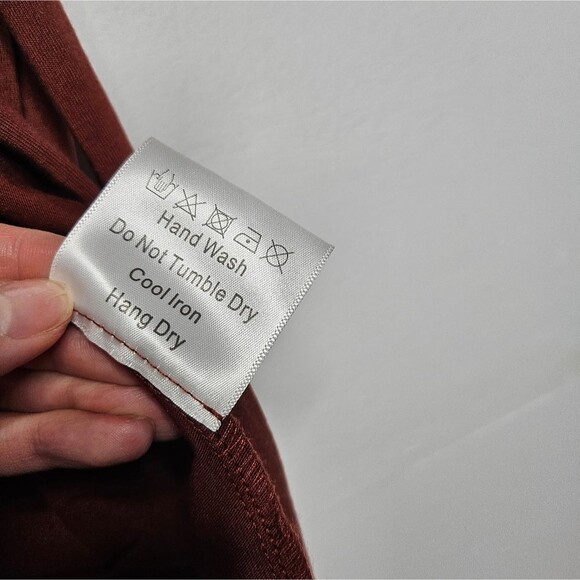 Hand Wash
Do Not Tumble Dry
Cool Iron
Hang Dry